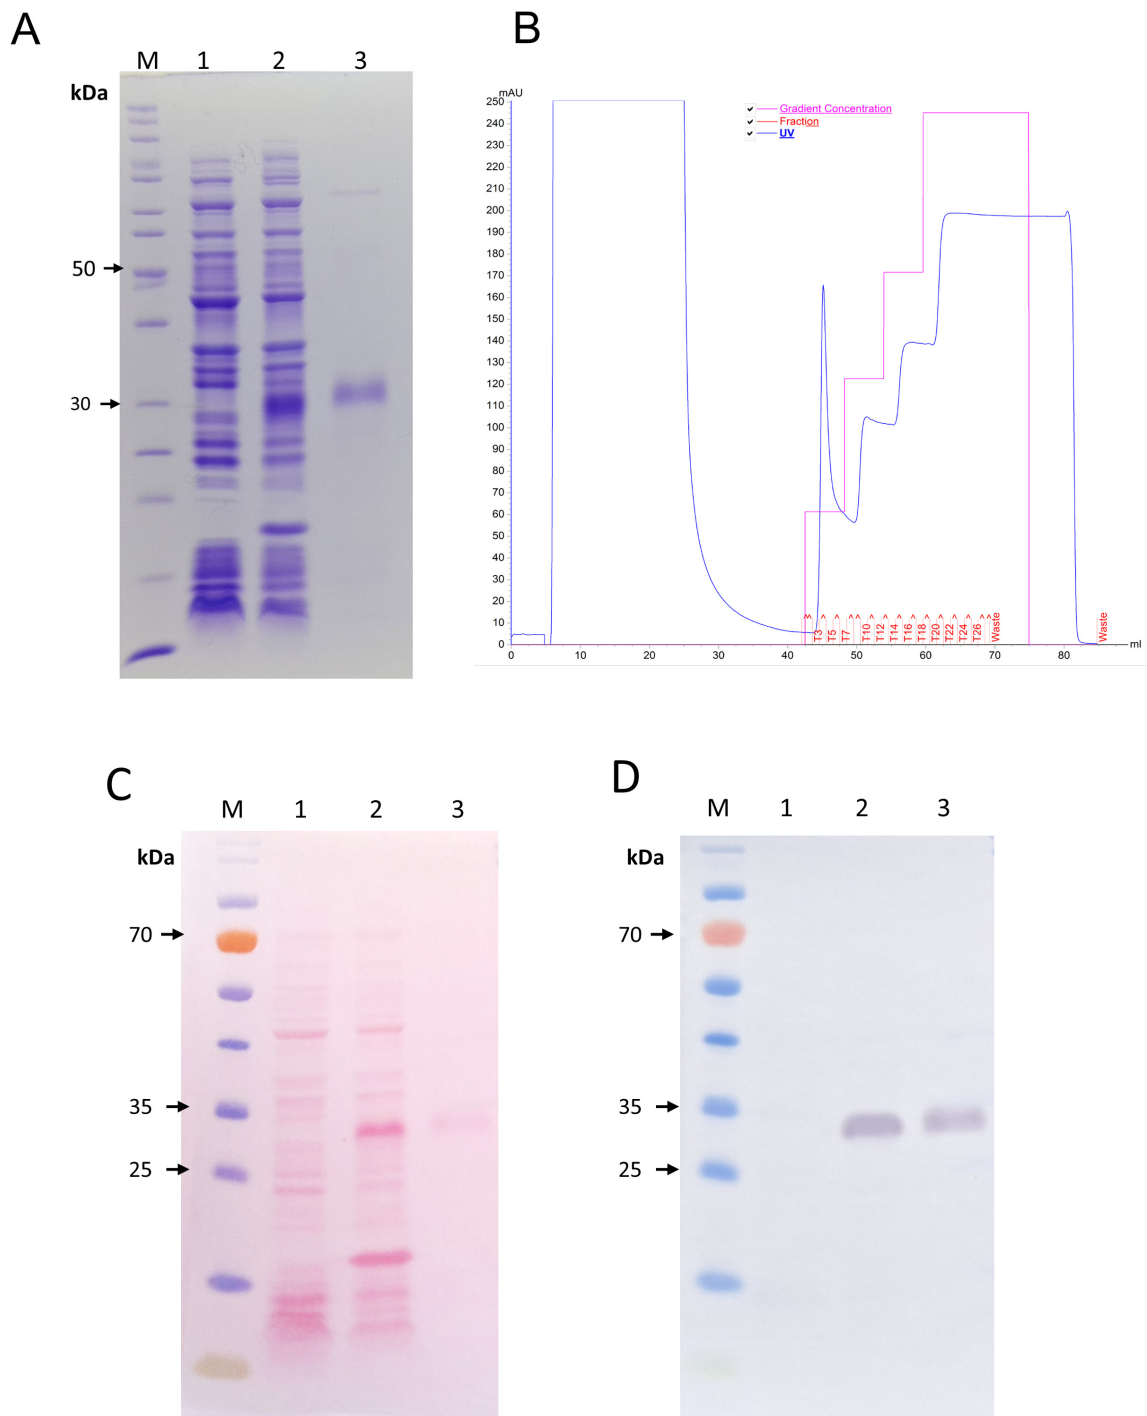 A
M 1 2 3
kDa
50
30
B
mAU
250
240
230
220
210
200
190
180
170
160
150
140
130
120
110
100
90
80
70
60
50
40
30
20
10
0
Gradient Concentration
Fraction
UV
T3 T5 T7 T10 T12 T14 T16 T18 T20 T22 T24 T26 Waste Waste
0 10 20 30 40 50 60 70 80 ml
C
M 1 2 3
kDa
70
35
25
D
M 1 2 3
kDa
70
35
25